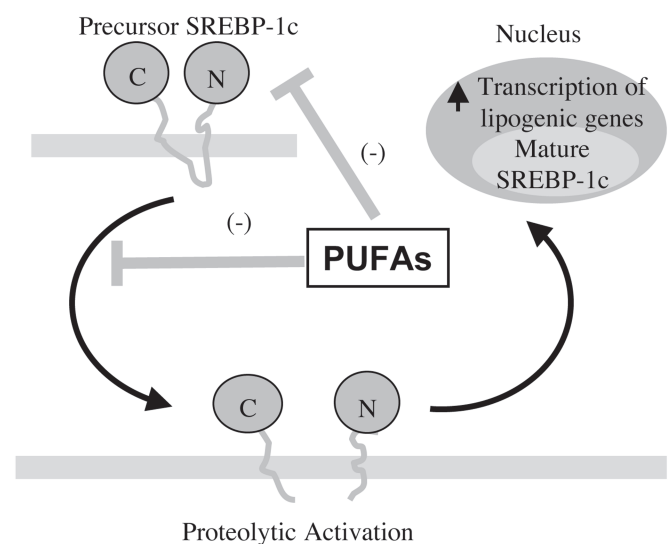 Precursor SREBP-1c
C
N
Nucleus
Transcription of
lipogenic genes
Mature
SREBP-1c
(-)
(-)
PUFAs
C
N
Proteolytic Activation